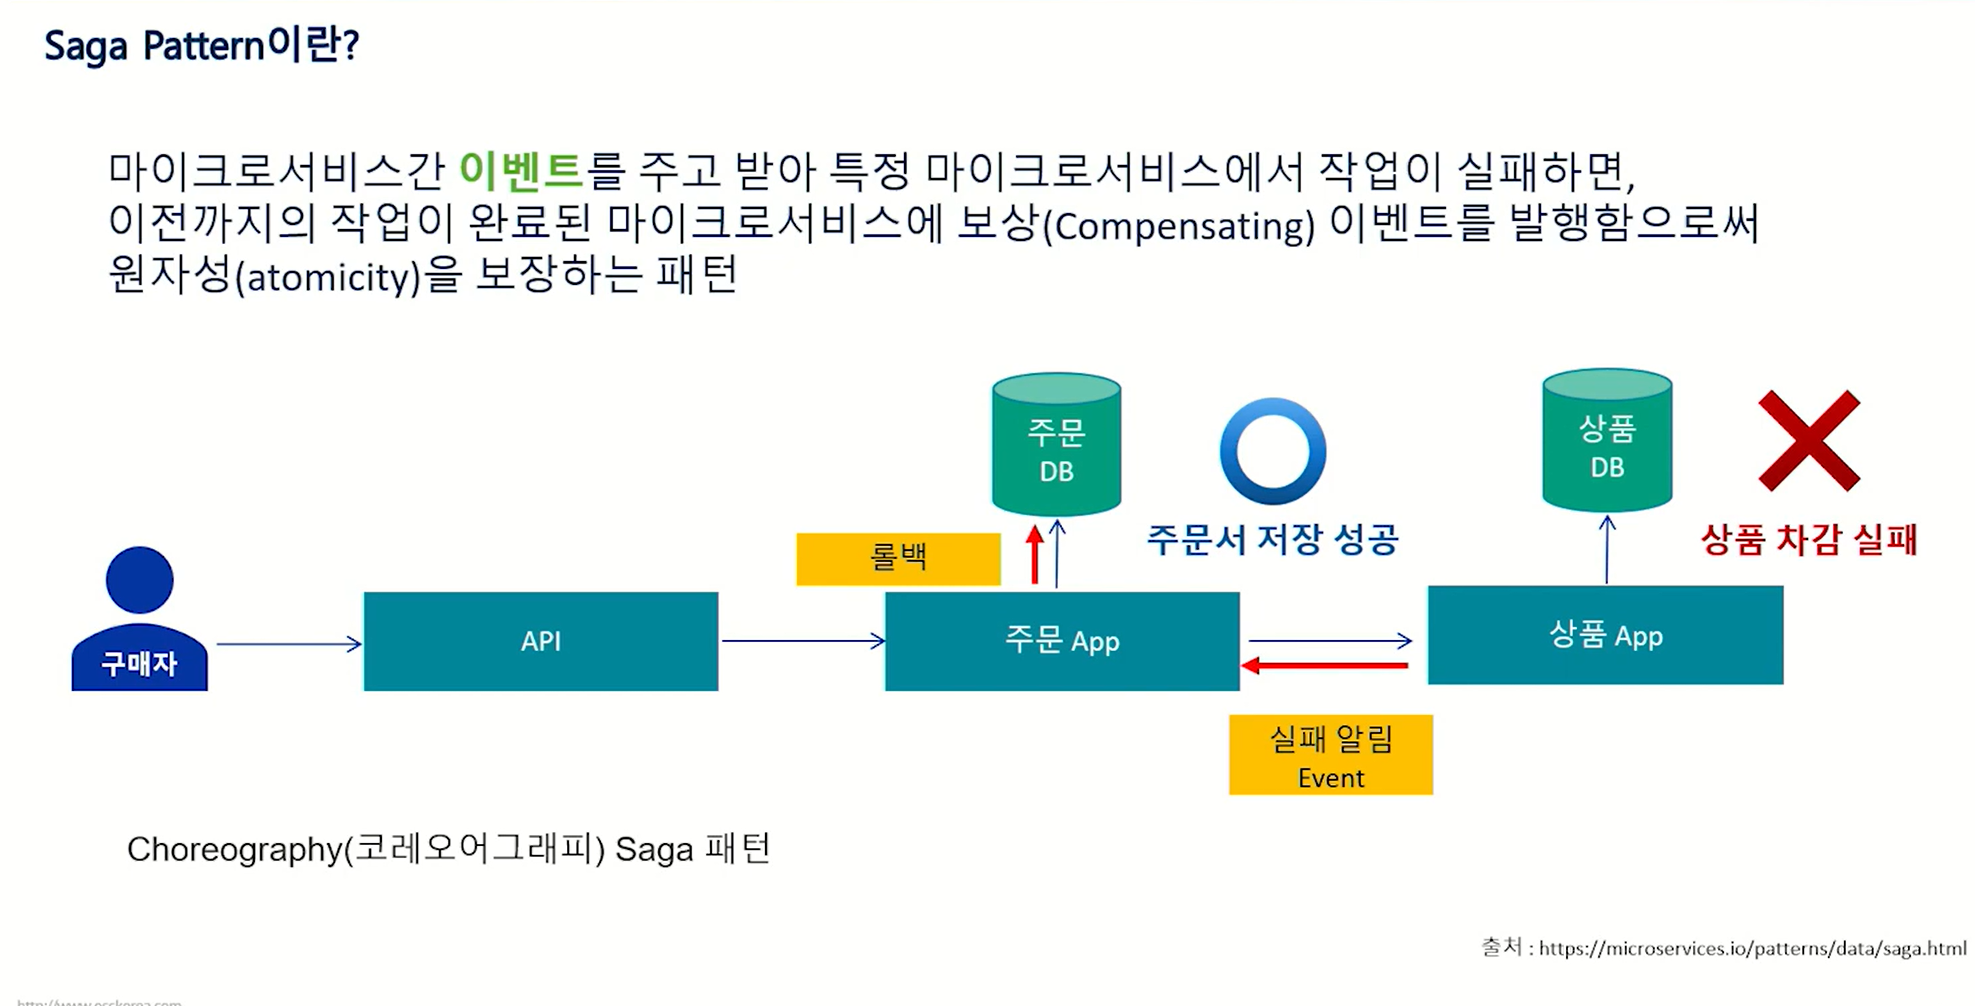 Saga Pattern이란?
마이크로서비스간 이벤트를 주고 받아 특정 마이크로서비스에서 작업이 실패하면,
이전까지의 작업이 완료된 마이크로서비스에 보상(Compensating) 이벤트를 발행함으로써
원자성(atomicity)을 보장하는 패턴
주문
DB
상품
DB
주문서 저장 성공
상품 차감 실패
롤백
구매자
API
주문 App
상품 App
실패 알림
Event
Choreography(코레오어그래피) Saga 패턴
출처 : https://microservices.io/patterns/data/saga.html